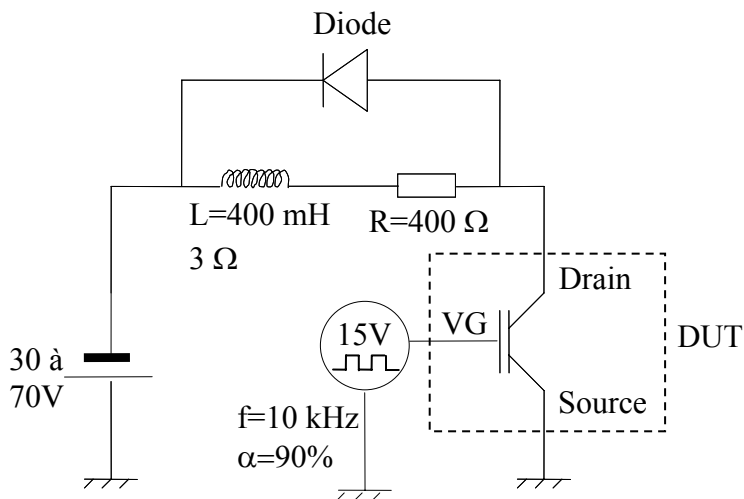 Diode
L=400 mH
3 Ω
R=400 Ω
Drain
VG
15V
DUT
30 à
70V
Source
f=10 kHz
α=90%